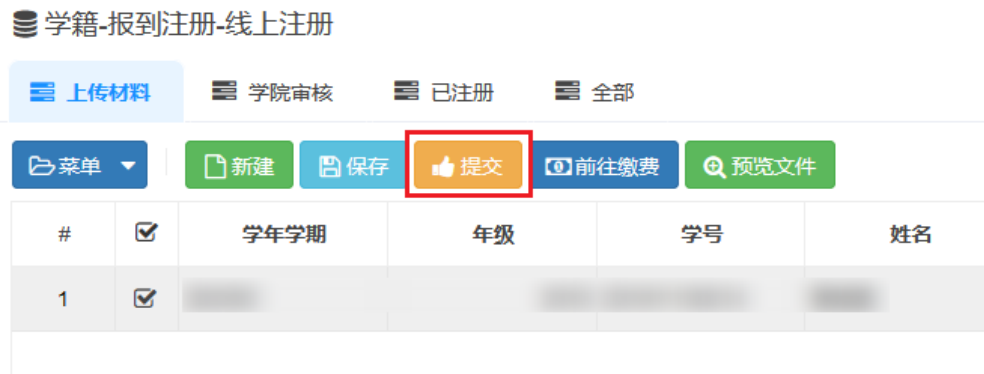 学籍-报到注册-线上注册
上传材料 学院审核 已注册 全部
菜单 新建 保存 提交 前往缴费 预览文件
# 学年学期 年级 学号 姓名
1